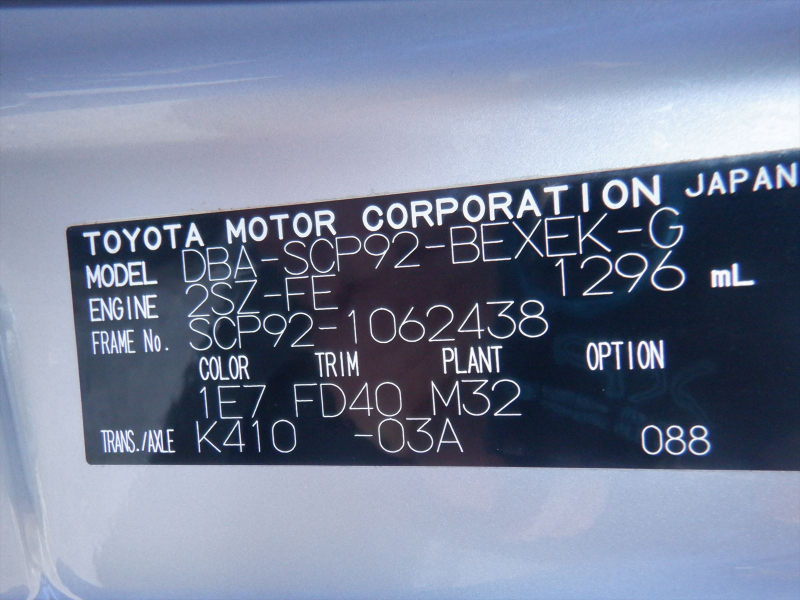 TOYOTA MOTOR CORPORATION JAPAN
MODEL DBA-SCP92-BEXEK-G
ENGINE 2SZ-FE 1296 mL
FRAME No. SCP92-1062438
COLOR TRIM PLANT OPTION
1E7 FD40 M32
TRANS./AXLE K410 -03A 088